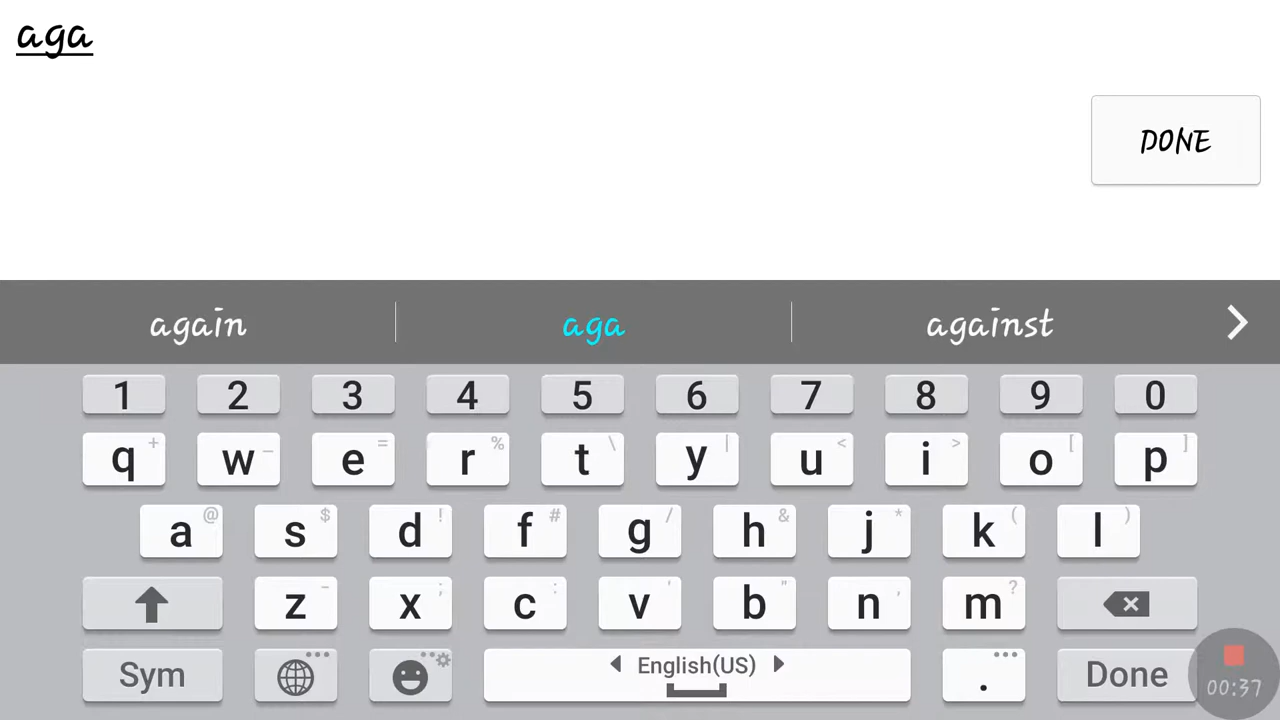 aga
DONE
again aga against
1 2 3 4 5 6 7 8 9 0
q + w _ e = r % t \ y | u < i > o [ p ]
a @ s $ d ! f # g / h & j * k ( l )
z - x ; c : v ' b " n , m ?
Sym English(US) . Done
00:37